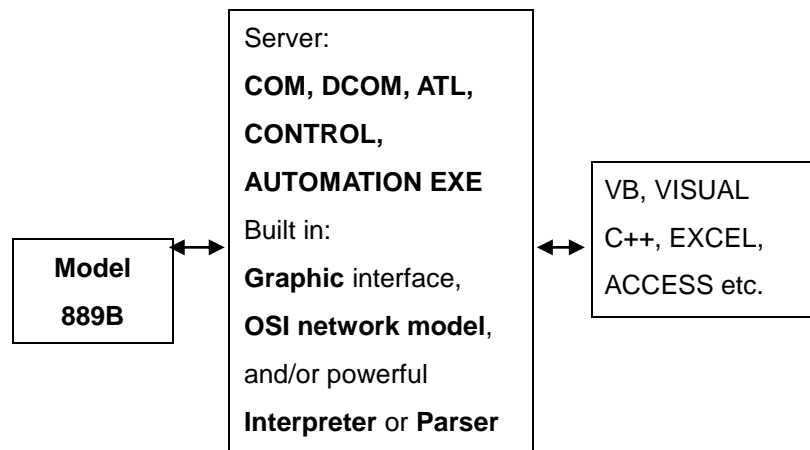 Model
889B
Server:
COM, DCOM, ATL,
CONTROL,
AUTOMATION EXE
Built in:
Graphic interface,
OSI network model,
and/or powerful
Interpreter or Parser
VB, VISUAL
C++, EXCEL,
ACCESS etc.